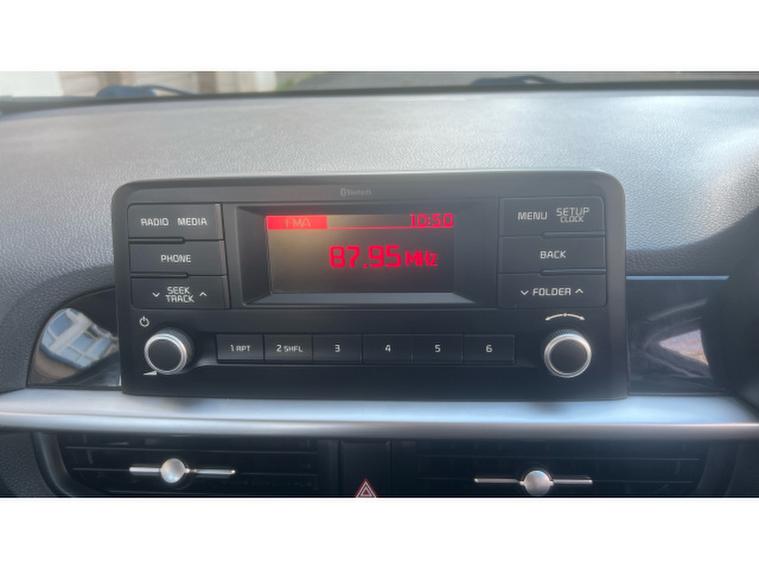 Bluetooth
RADIO MEDIA
FMA 10:50
MENU SETUP
CLOCK
PHONE
87.95 MHz
BACK
SEEK
TRACK
FOLDER
1 RPT 2 SHFL 3 4 5 6